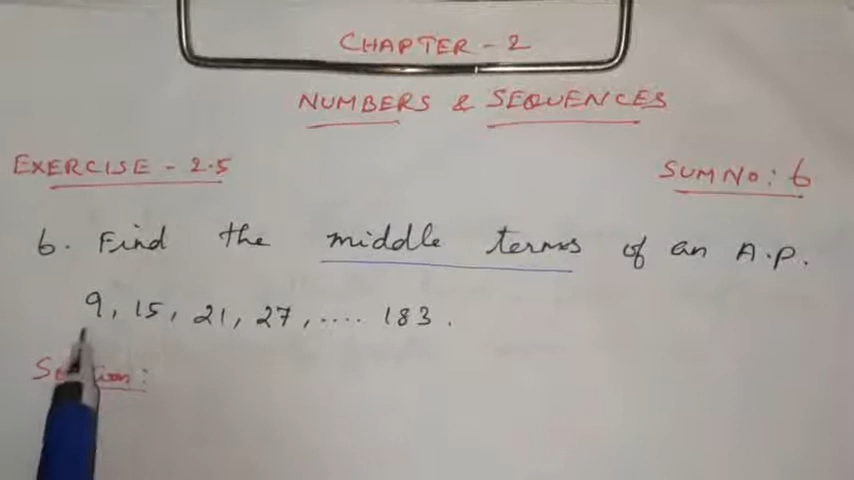 CHAPTER - 2
NUMBERS & SEQUENCES
EXERCISE - 2.5
SUM NO: 6
6. Find the middle terms of an A.P.
9, 15, 21, 27, .... 183.